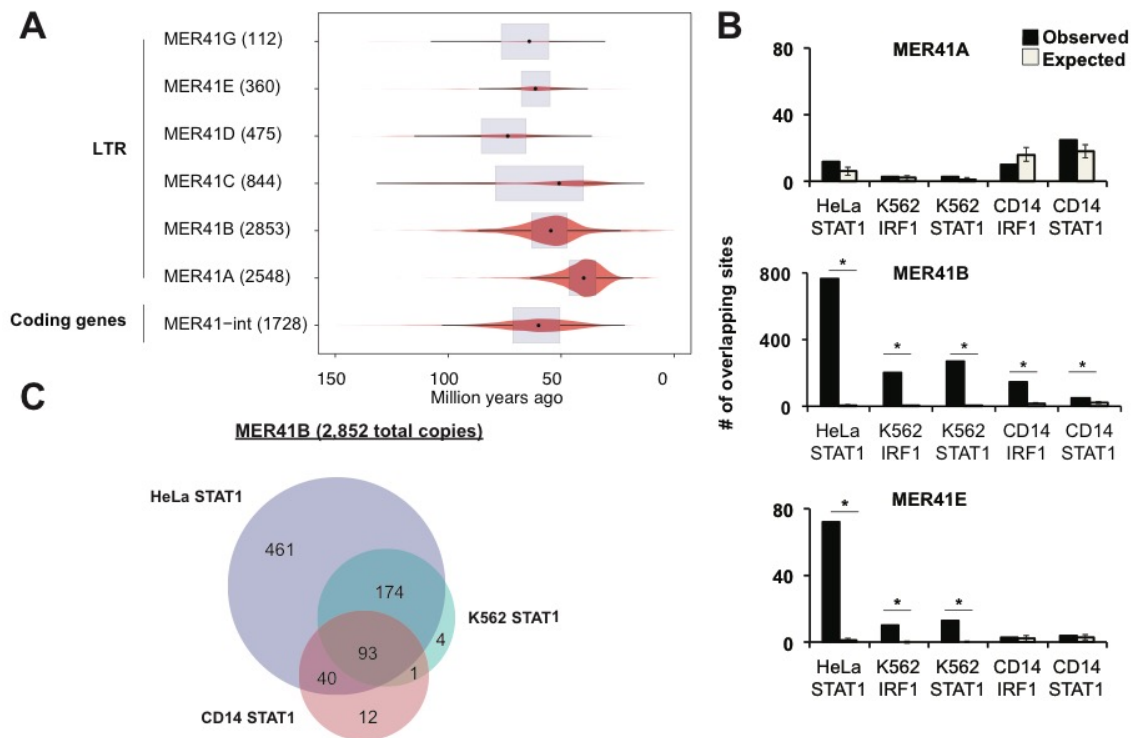 A
LTR
Coding genes
MER41G (112)
MER41E (360)
MER41D (475)
MER41C (844)
MER41B (2853)
MER41A (2548)
MER41−int (1728)
150 100 50 0
Million years ago
B
# of overlapping sites
Observed
Expected
MER41A
80
40
0
HeLa STAT1
K562 IRF1
K562 STAT1
CD14 IRF1
CD14 STAT1
MER41B
800
400
0
* * * * *
HeLa STAT1
K562 IRF1
K562 STAT1
CD14 IRF1
CD14 STAT1
MER41E
80
40
0
* * *
HeLa STAT1
K562 IRF1
K562 STAT1
CD14 IRF1
CD14 STAT1
C
MER41B (2,852 total copies)
HeLa STAT1
461
174
K562 STAT1
4
93
40
1
CD14 STAT1
12